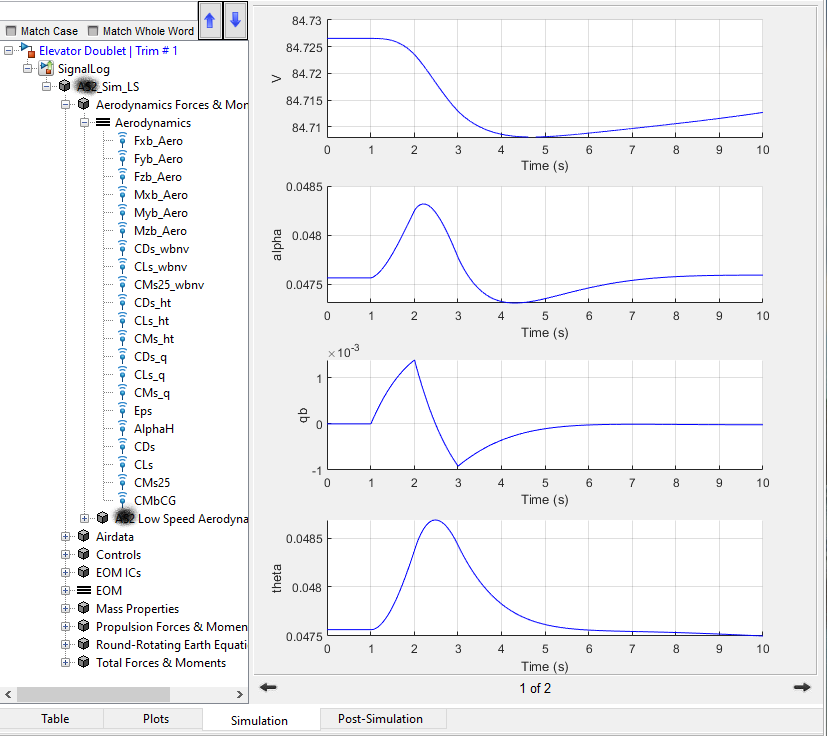 Match Case Match Whole Word
Elevator Doublet | Trim # 1
SignalLog
_Sim_LS
Aerodynamics Forces & Mor
Aerodynamics
Fxb_Aero
Fyb_Aero
Fzb_Aero
Mxb_Aero
Myb_Aero
Mzb_Aero
CDs_wbnv
CLs_wbnv
CMs25_wbnv
CDs_ht
CLs_ht
CMs_ht
CDs_q
CLs_q
CMs_q
Eps
AlphaH
CDs
CLs
CMs25
CMbCG
Low Speed Aerodyna
Airdata
Controls
EOM ICs
EOM
Mass Properties
Propulsion Forces & Momen
Round-Rotating Earth Equati
Total Forces & Moments
84.73
84.725
84.72
84.715
84.71
V
0 1 2 3 4 5 6 7 8 9 10
Time (s)
0.0485
0.048
0.0475
alpha
0 1 2 3 4 5 6 7 8 9 10
Time (s)
×10⁻³
1
0
-1
qb
0 1 2 3 4 5 6 7 8 9 10
Time (s)
0.0485
0.048
0.0475
theta
0 1 2 3 4 5 6 7 8 9 10
Time (s)
1 of 2
Table Plots Simulation Post-Simulation